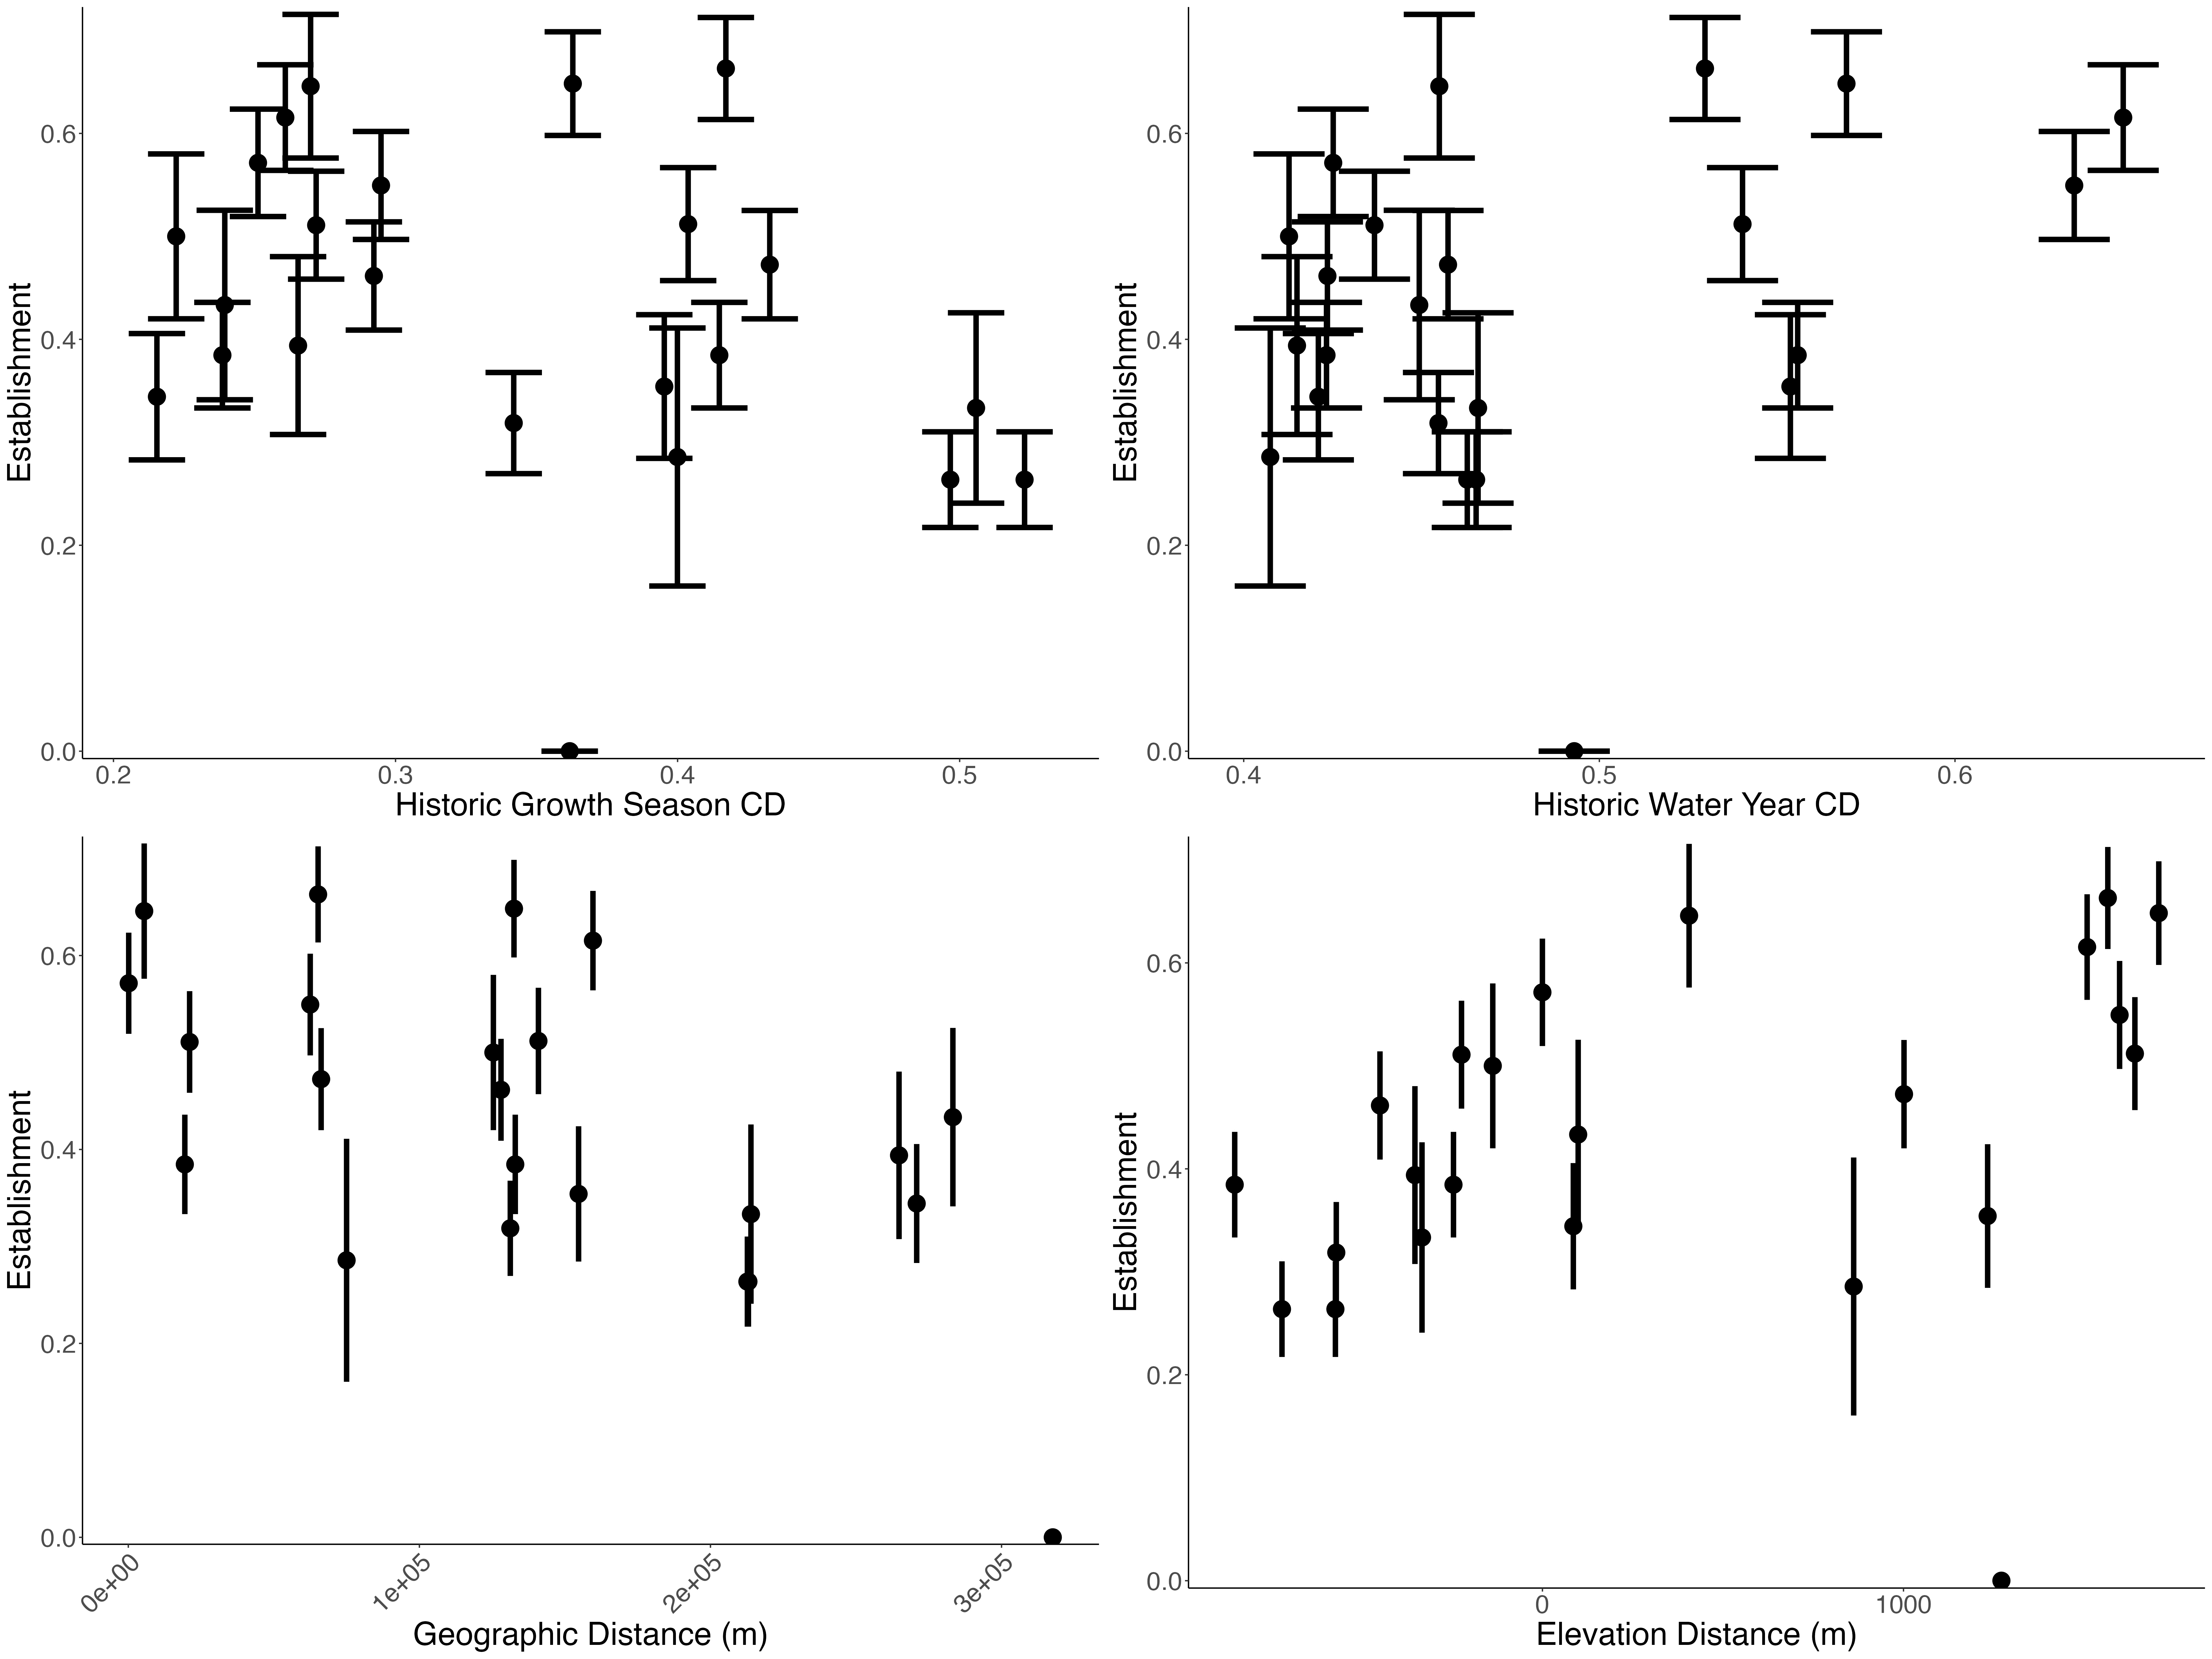 Establishment
0.6
0.4
0.2
0.0
0.2 0.3 0.4 0.5
Historic Growth Season CD
Establishment
0.6
0.4
0.2
0.0
0.4 0.5 0.6
Historic Water Year CD
Establishment
0.6
0.4
0.2
0.0
0e+00 1e+05 2e+05 3e+05
Geographic Distance (m)
Establishment
0.6
0.4
0.2
0.0
0 1000
Elevation Distance (m)